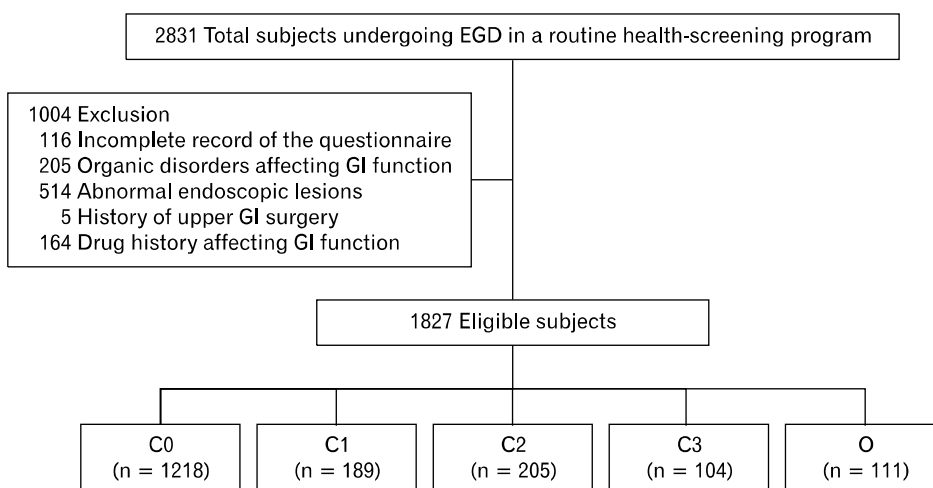 2831 Total subjects undergoing EGD in a routine health-screening program
1004 Exclusion
116 Incomplete record of the questionnaire
205 Organic disorders affecting GI function
514 Abnormal endoscopic lesions
5 History of upper GI surgery
164 Drug history affecting GI function
1827 Eligible subjects
C0
(n = 1218)
C1
(n = 189)
C2
(n = 205)
C3
(n = 104)
O
(n = 111)